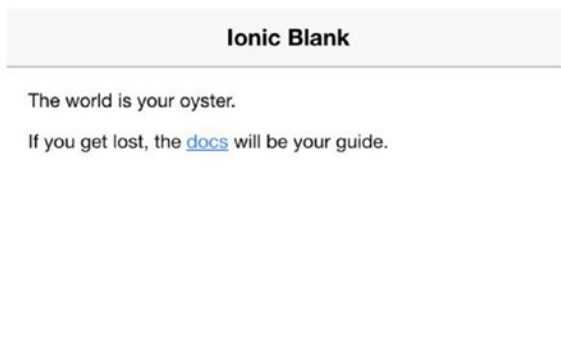 Ionic Blank
The world is your oyster.
If you get lost, the docs will be your guide.